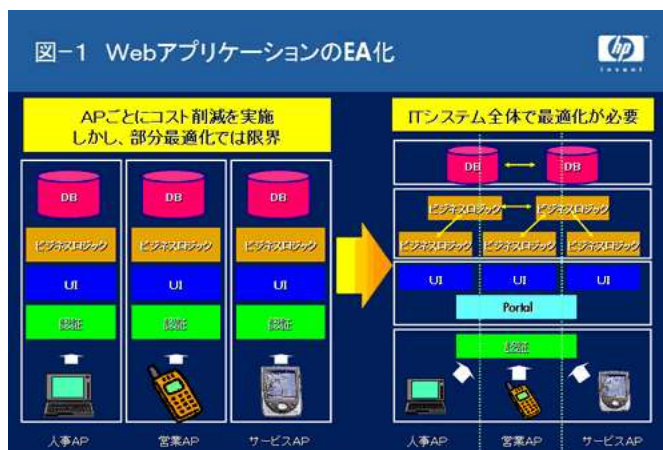 図-1 WebアプリケーションのEA化
hp
invent
APごとにコスト削減を実施
しかし、部分最適化では限界
ITシステム全体で最適化が必要
DB
DB
DB
ビジネスロジック
ビジネスロジック
ビジネスロジック
UI
UI
UI
認証
認証
認証
人事AP
営業AP
サービスAP
DB
DB
ビジネスロジック
ビジネスロジック
ビジネスロジック
ビジネスロジック
ビジネスロジック
UI
UI
UI
Portal
認証
人事AP
営業AP
サービスAP